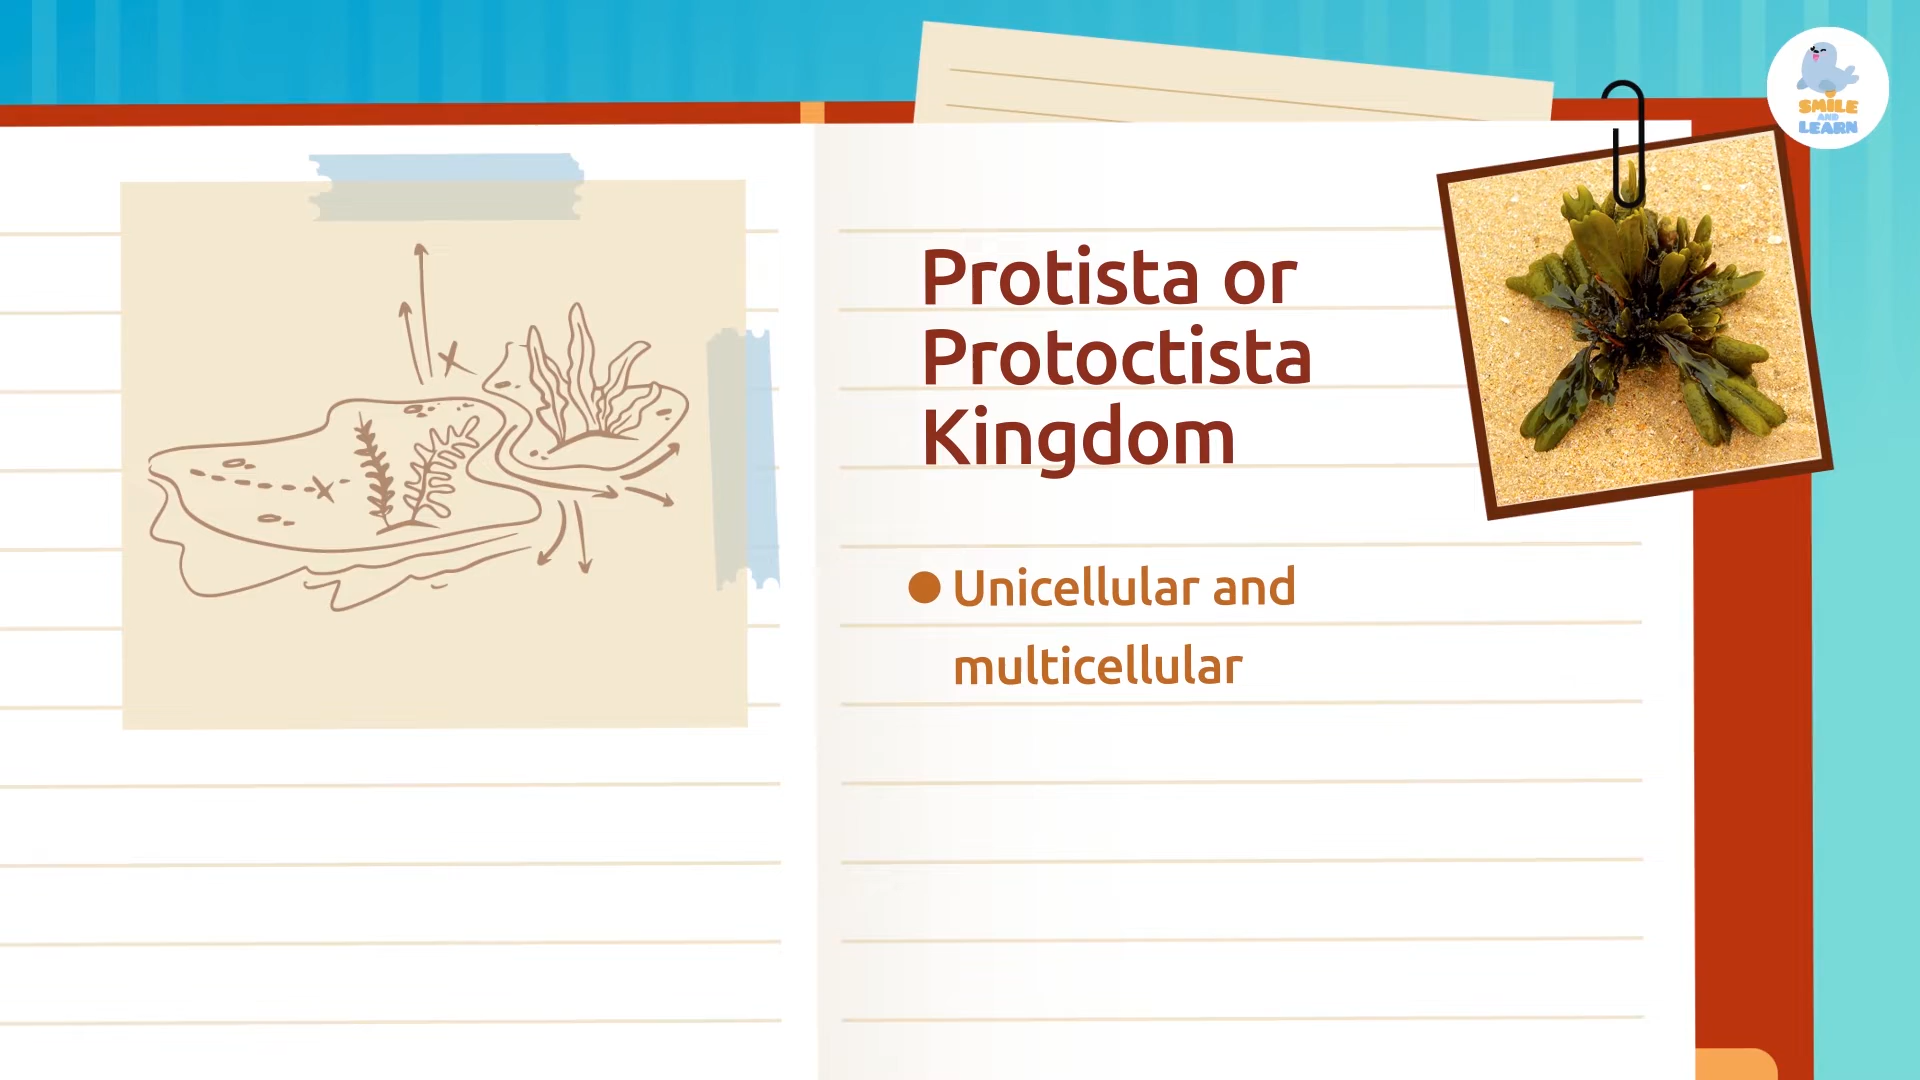 SMILE
AND
LEARN
Protista or
Protoctista
Kingdom
Unicellular and
multicellular